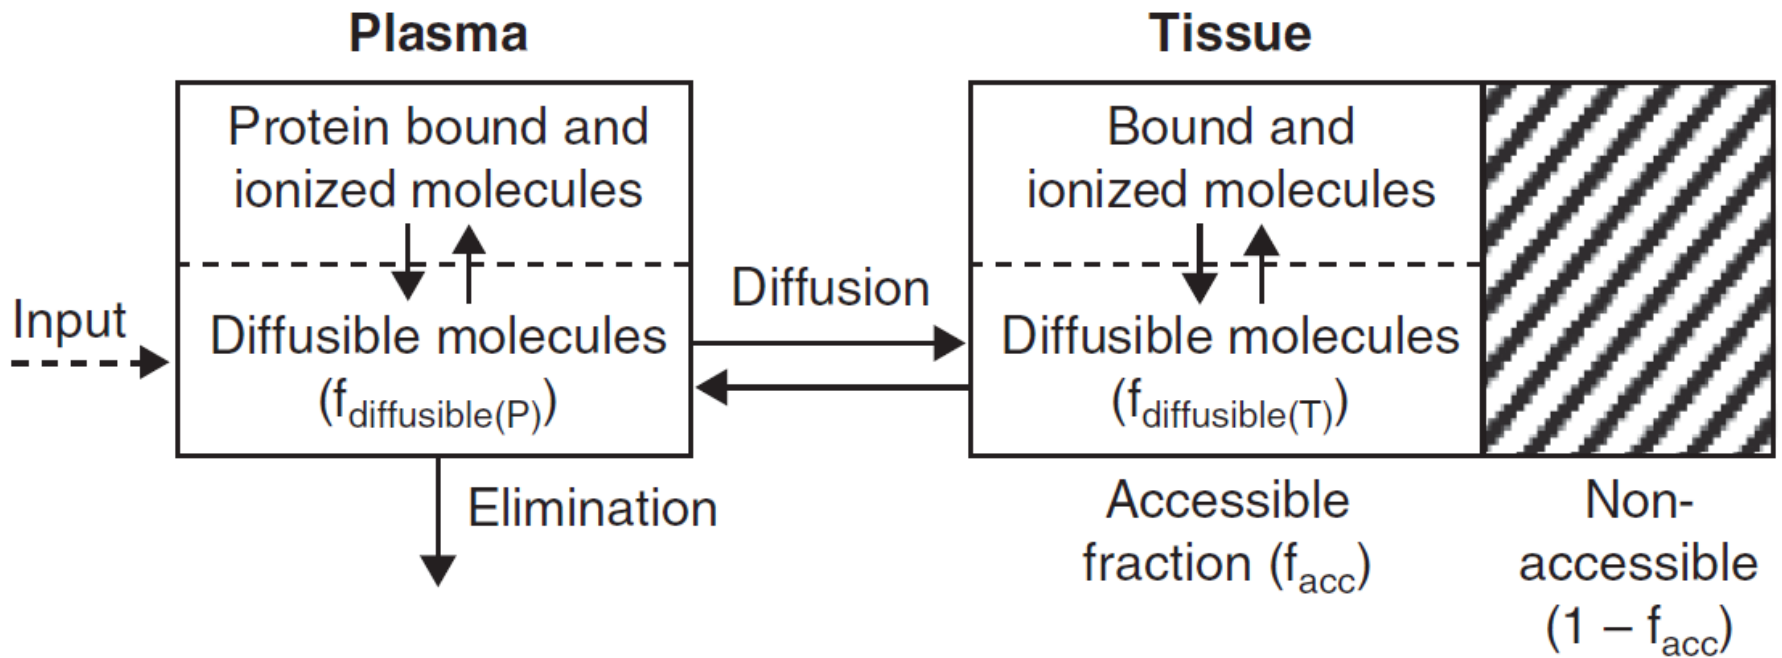 Plasma
Tissue
Protein bound and
ionized molecules
Bound and
ionized molecules
Input
Diffusible molecules
(fdiffusible(P))
Diffusion
Diffusible molecules
(fdiffusible(T))
Elimination
Accessible
fraction (facc)
Non-
accessible
(1 – facc)